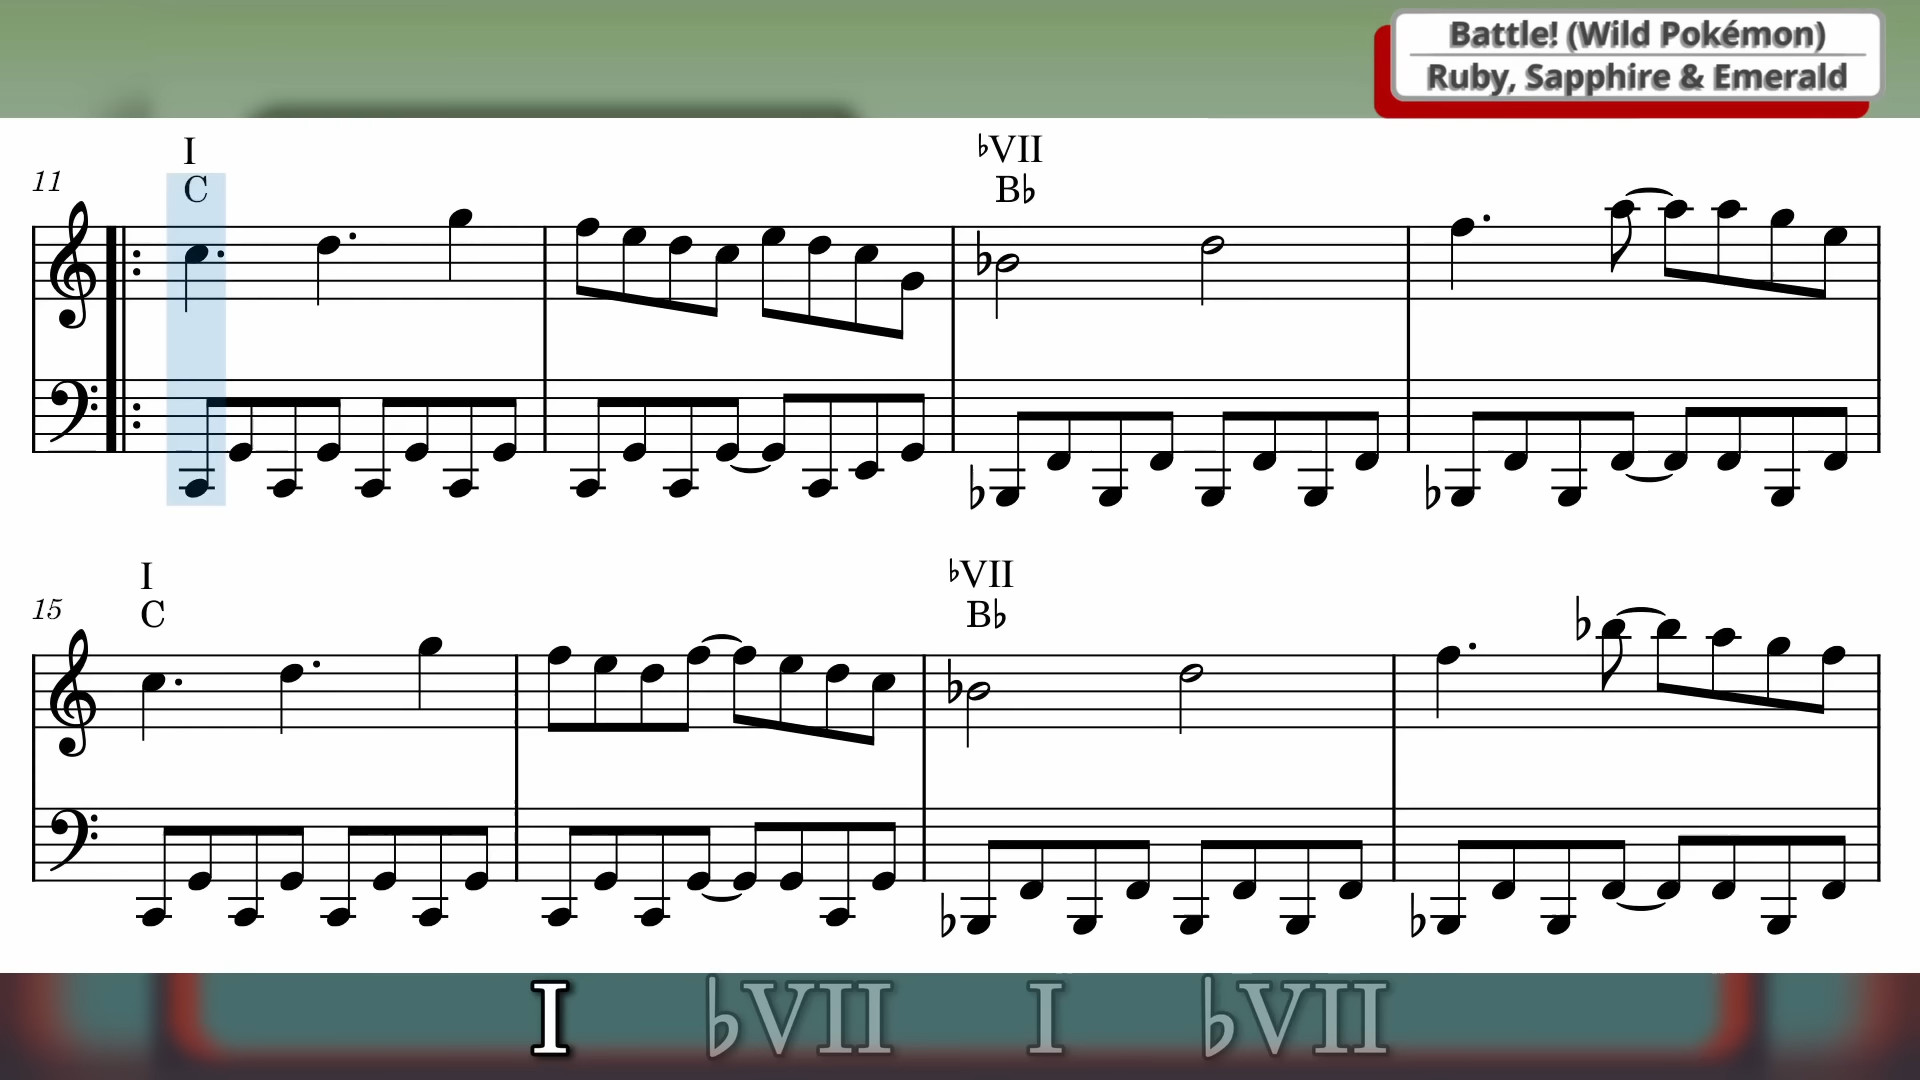 Battle! (Wild Pokémon)
Ruby, Sapphire & Emerald
I
♭VII
11
C
B♭
I
♭VII
15
C
B♭
I ♭VII I ♭VII